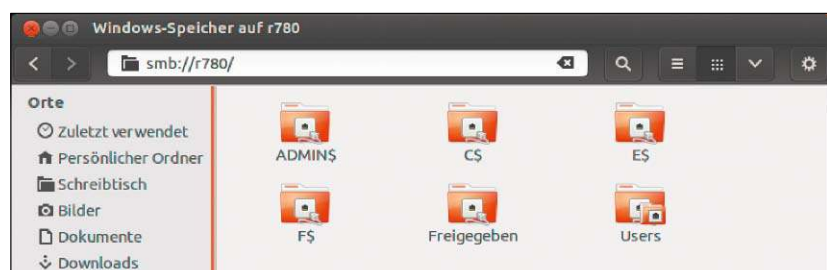 Windows-Speicher auf r780
smb://r780/
Orte
Zuletzt verwendet
Persönlicher Ordner
Schreibtisch
Bilder
Dokumente
Downloads
ADMIN$ C$ E$
F$ Freigegeben Users